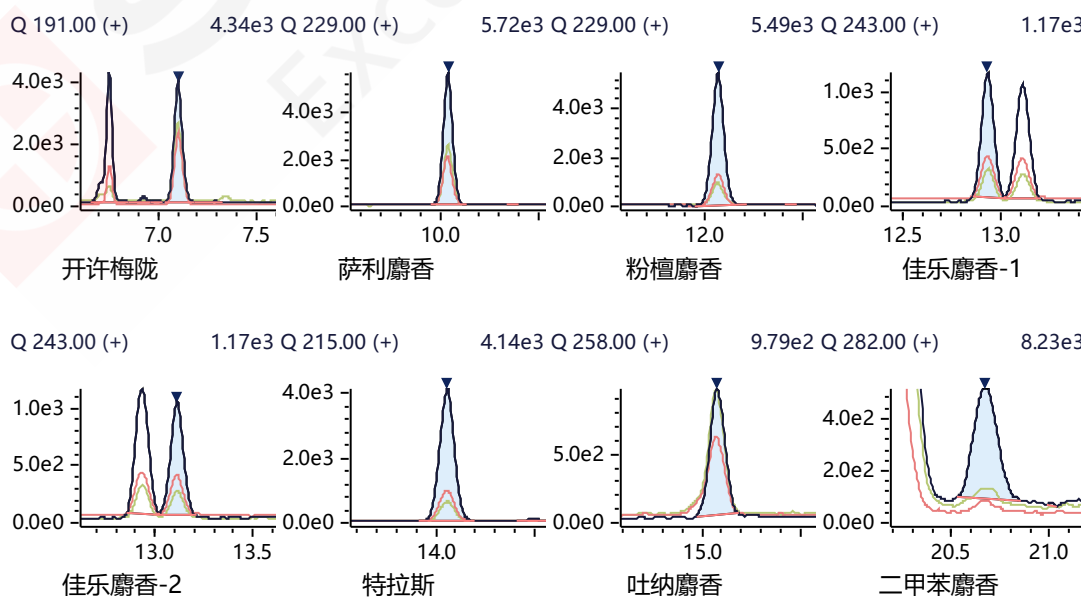 Q 191.00 (+) 4.34e3 Q 229.00 (+) 5.72e3 Q 229.00 (+) 5.49e3 Q 243.00 (+) 1.17e3
4.0e3 4.0e3 4.0e3 1.0e3
2.0e3 2.0e3 2.0e3 5.0e2
0.0e0 0.0e0 0.0e0 0.0e0
7.0 7.5 10.0 12.0 12.5 13.0
开许梅陇 萨利麝香 粉檀麝香 佳乐麝香-1
Q 243.00 (+) 1.17e3 Q 215.00 (+) 4.14e3 Q 258.00 (+) 9.79e2 Q 282.00 (+) 8.23e3
1.0e3 4.0e3 5.0e2 4.0e2
5.0e2 2.0e3 2.0e2
0.0e0 0.0e0 0.0e0 0.0e0
13.0 13.5 14.0 15.0 20.5 21.0
佳乐麝香-2 特拉斯 吐纳麝香 二甲苯麝香